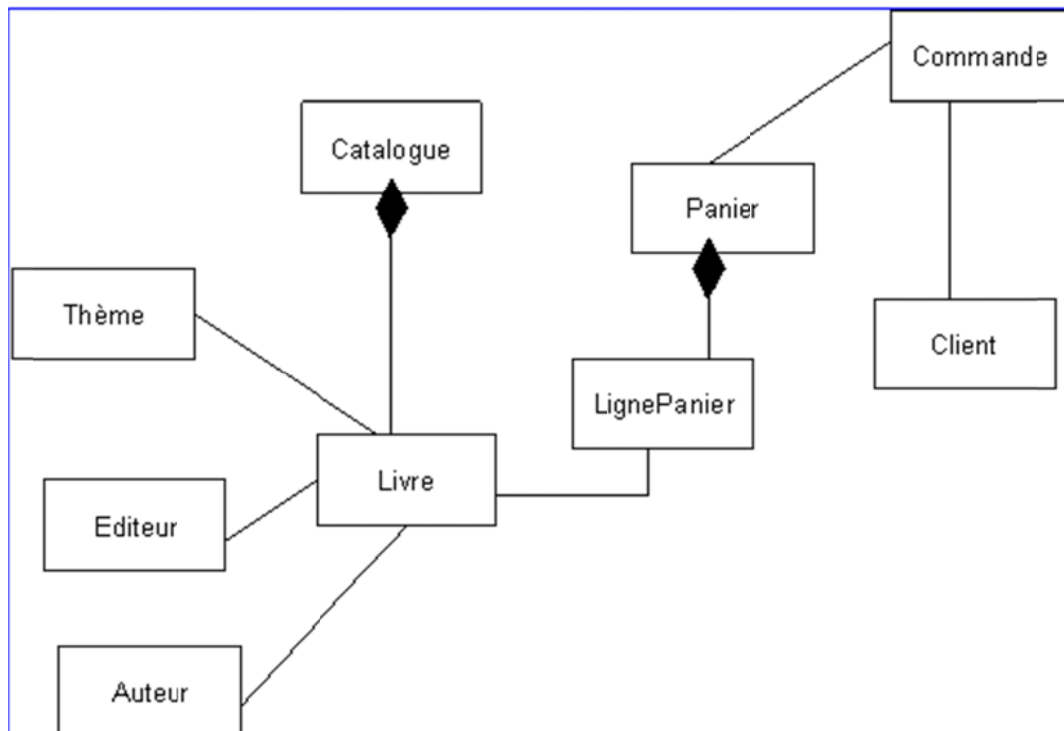 Commande
Catalogue
Panier
Thème
Client
LignePanier
Livre
Editeur
Auteur